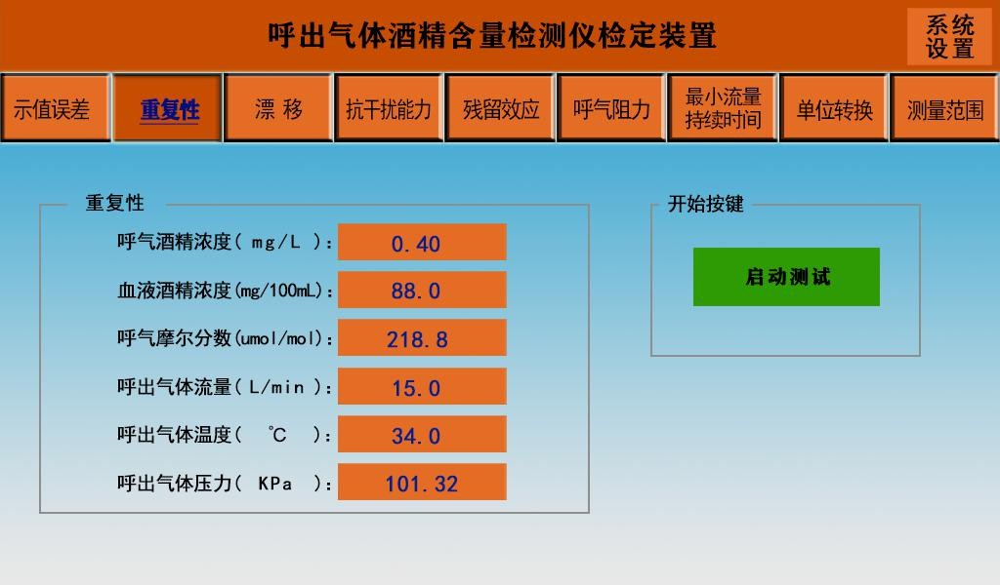 呼出气体酒精含量检测仪检定装置
系统
设置
示值误差
重复性
漂 移
抗干扰能力
残留效应
呼气阻力
最小流量
持续时间
单位转换
测量范围
重复性
呼气酒精浓度( mg/L ): 0.40
血液酒精浓度(mg/100mL): 88.0
呼气摩尔分数(umol/mol): 218.8
呼出气体流量( L/min ): 15.0
呼出气体温度( ℃ ): 34.0
呼出气体压力( KPa ): 101.32
开始按键
启动测试